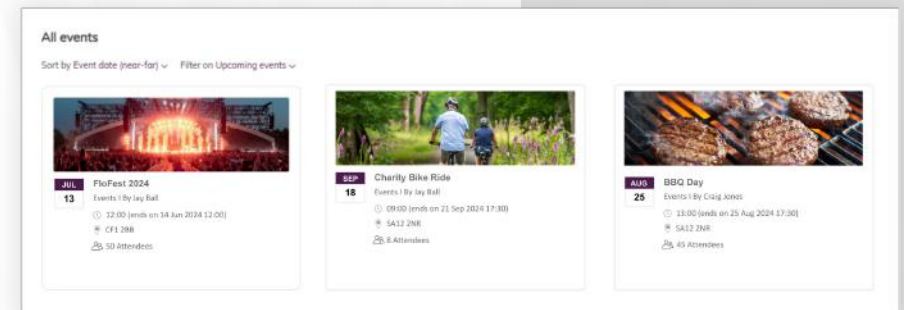 All events
Sort by Event date (near-far) Filter on Upcoming events
JUL
13
FloFest 2024
Events I By Jay Ball
12:00 (ends on 14 Jun 2024 12:00)
CF1 2BB
50 Attendees
SEP
18
Charity Bike Ride
Events I By Jay Ball
09:00 (ends on 21 Sep 2024 17:30)
SA12 2NR
8 Attendees
AUG
25
BBQ Day
Events I By Craig Jones
13:00 (ends on 25 Aug 2024 17:30)
SA12 2NR
45 Attendees